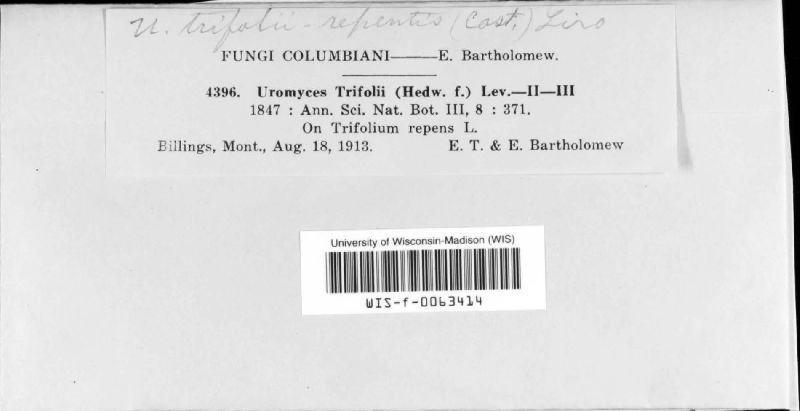 U. trifolii-repentis (Cast.) Liro
FUNGI COLUMBIANI——E. Bartholomew.
4396. Uromyces Trifolii (Hedw. f.) Lev.—II—III
1847 : Ann. Sci. Nat. Bot. III, 8 : 371.
On Trifolium repens L.
Billings, Mont., Aug. 18, 1913. E. T. & E. Bartholomew
University of Wisconsin-Madison (WIS)
WIS-f-0063414